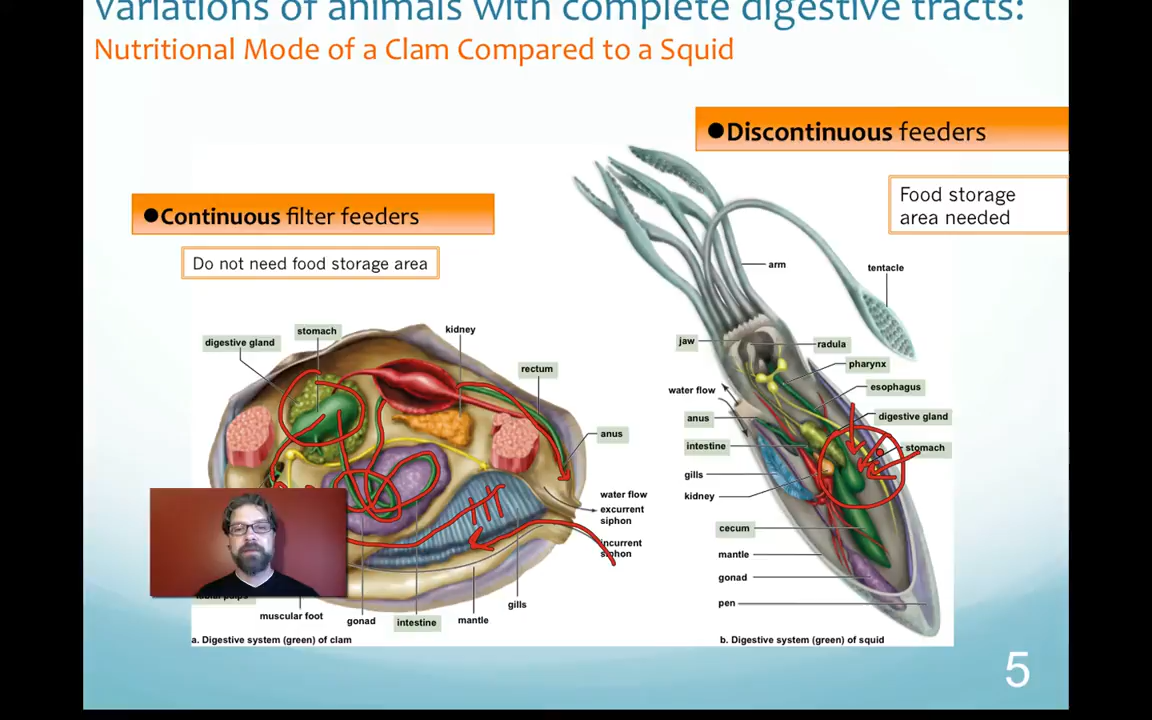 Variations of animals with complete digestive tracts:
Nutritional Mode of a Clam Compared to a Squid
●Discontinuous feeders
Food storage
area needed
●Continuous filter feeders
Do not need food storage area
stomach
digestive gland
kidney
rectum
anus
water flow
excurrent
siphon
incurrent
siphon
gills
mantle
intestine
gonad
muscular foot
labial palps
a. Digestive system (green) of clam
arm
tentacle
jaw
radula
pharynx
water flow
esophagus
anus
digestive gland
intestine
stomach
gills
kidney
cecum
mantle
gonad
pen
b. Digestive system (green) of squid
5